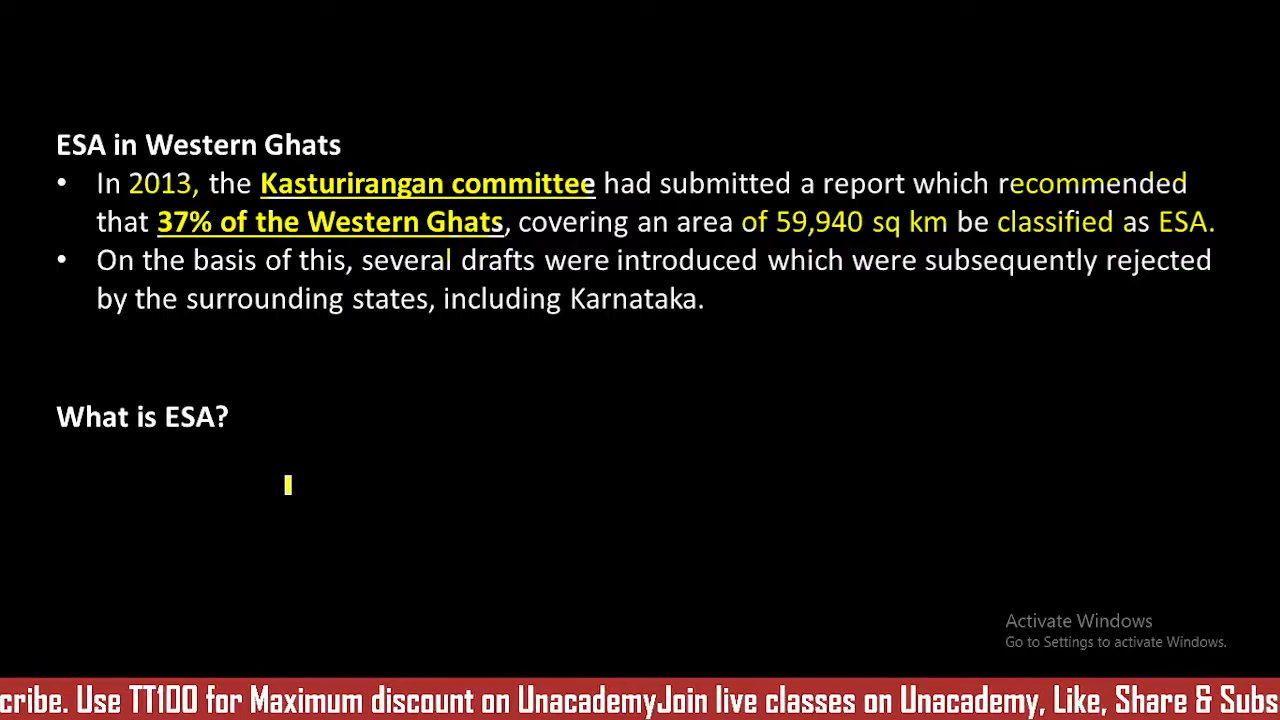 ESA in Western Ghats
• In 2013, the Kasturirangan committee had submitted a report which recommended
that 37% of the Western Ghats, covering an area of 59,940 sq km be classified as ESA.
• On the basis of this, several drafts were introduced which were subsequently rejected
by the surrounding states, including Karnataka.
What is ESA?
Activate Windows
Go to Settings to activate Windows.
cribe. Use TT100 for Maximum discount on UnacademyJoin live classes on Unacademy, Like, Share & Subs